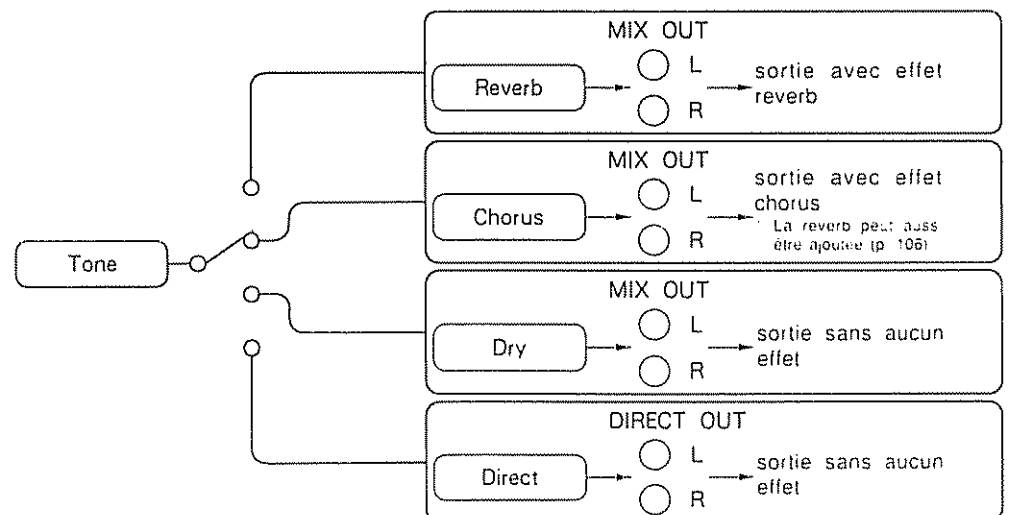 MIX OUT
Reverb
L
R
sortie avec effet
reverb
MIX OUT
Chorus
L
R
sortie avec effet
chorus
La reverb peut auss
être ajoutée (p 106)
Tone
MIX OUT
Dry
L
R
sortie sans aucun
effet
DIRECT OUT
Direct
L
R
sortie sans aucun
effet